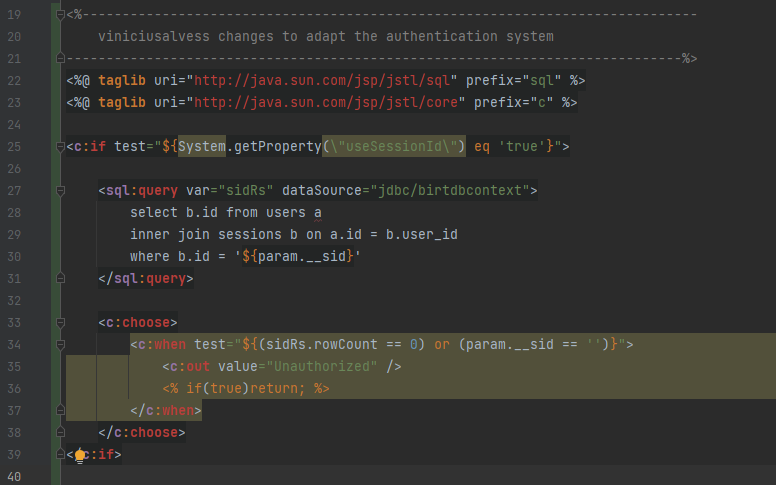 19 <%-----------------------------------------------------------------------------
20 viniciusalvess changes to adapt the authentication system
21 -----------------------------------------------------------------------------%>
22 <%@ taglib uri="http://java.sun.com/jsp/jstl/sql" prefix="sql" %>
23 <%@ taglib uri="http://java.sun.com/jsp/jstl/core" prefix="c" %>
24
25 <c:if test="${System.getProperty(\"useSessionId\") eq 'true'}">
26
27 <sql:query var="sidRs" dataSource="jdbc/birtdbcontext">
28 select b.id from users a
29 inner join sessions b on a.id = b.user_id
30 where b.id = '${param.__sid}'
31 </sql:query>
32
33 <c:choose>
34 <c:when test="${(sidRs.rowCount == 0) or (param.__sid == '')}">
35 <c:out value="Unauthorized" />
36 <% if(true)return; %>
37 </c:when>
38 </c:choose>
39 </c:if>
40